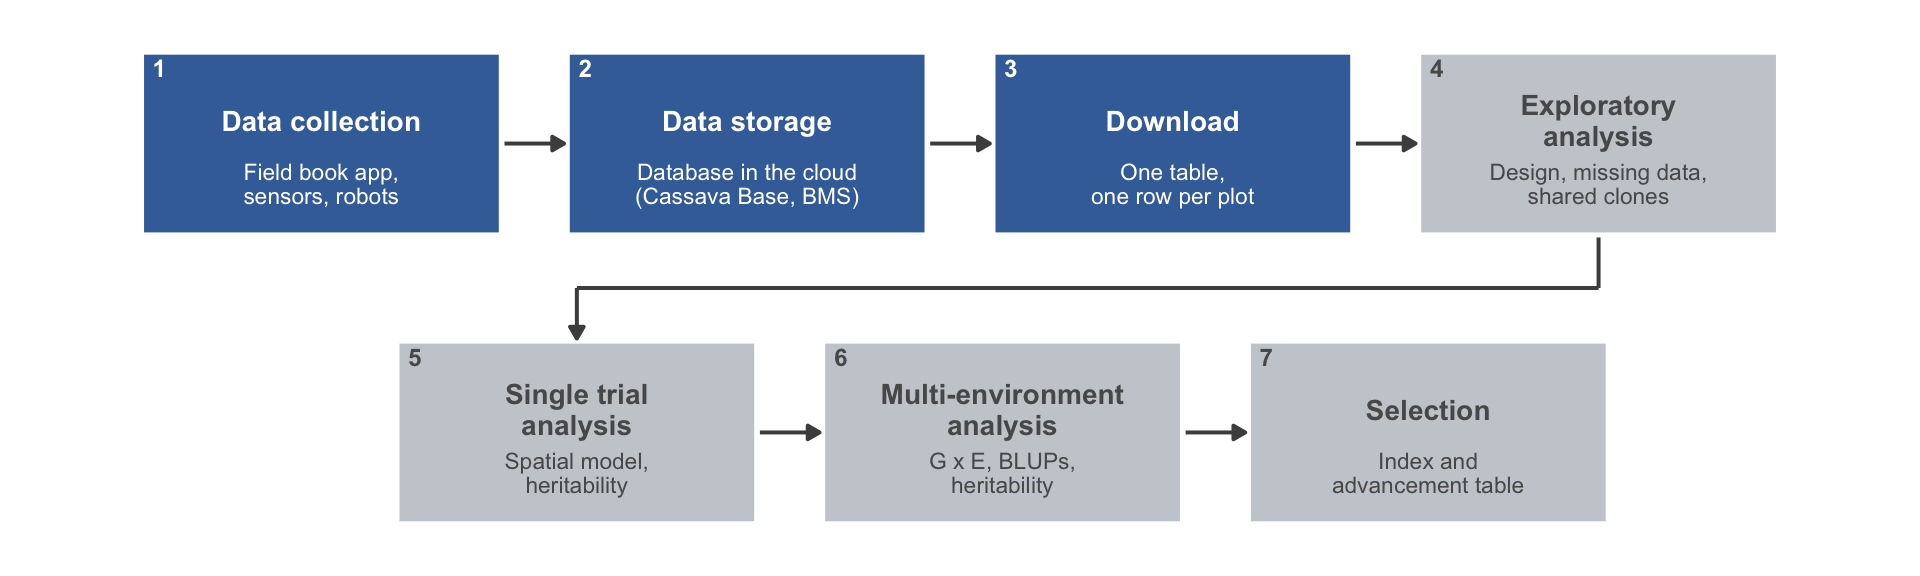 1
Data collection
Field book app,
sensors, robots
2
Data storage
Database in the cloud
(Cassava Base, BMS)
3
Download
One table,
one row per plot
4
Exploratory
analysis
Design, missing data,
shared clones
5
Single trial
analysis
Spatial model,
heritability
6
Multi-environment
analysis
G x E, BLUPs,
heritability
7
Selection
Index and
advancement table